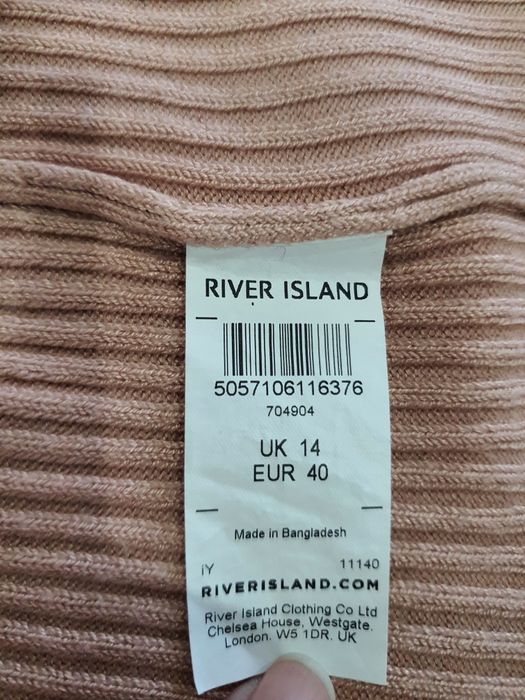 RIVER ISLAND
5057106116376
704904
UK 14
EUR 40
Made in Bangladesh
iY 11140
RIVERISLAND.COM
River Island Clothing Co Ltd
Chelsea House, Westgate.
London. W5 1DR. UK